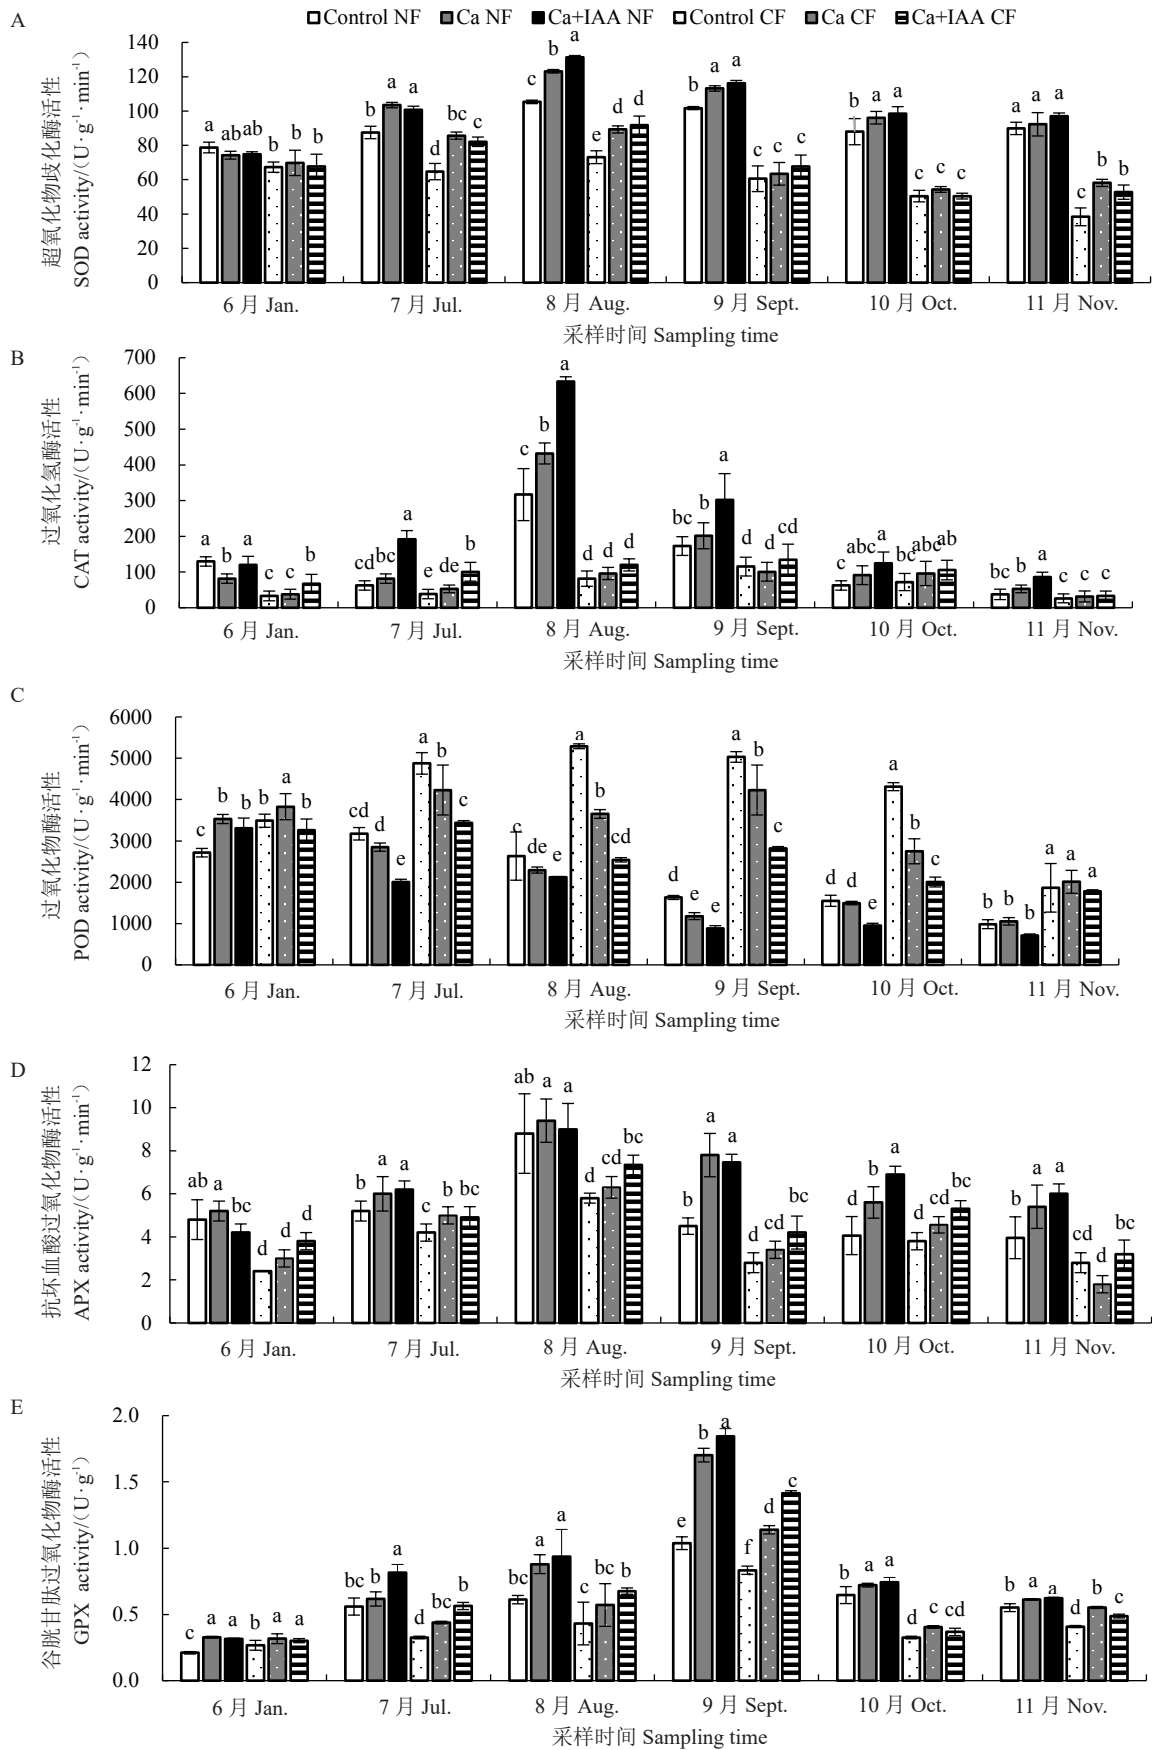 A
Control NF Ca NF Ca+IAA NF Control CF Ca CF Ca+IAA CF
超氧化物歧化酶活性
SOD activity/(U·g⁻¹·min⁻¹)
140
120
100
80
60
40
20
0
a ab ab b b b
b a a d bc c
c b a e d d
b a a c c c
b a a c c c
a a a c b b
6 月 Jan. 7 月 Jul. 8 月 Aug. 9 月 Sept. 10 月 Oct. 11 月 Nov.
采样时间 Sampling time
B
过氧化氢酶活性
CAT activity/(U·g⁻¹·min⁻¹)
700
600
500
400
300
200
100
0
a b a c c b
cd bc a e de b
c b a d d d
bc b a d d cd
c abc a bc abc ab
bc b a c c c
6 月 Jan. 7 月 Jul. 8 月 Aug. 9 月 Sept. 10 月 Oct. 11 月 Nov.
采样时间 Sampling time
C
过氧化物酶活性
POD activity/(U·g⁻¹·min⁻¹)
6000
5000
4000
3000
2000
1000
0
c b b b a b
cd d e a b c
c de e a b cd
d e e a b c
d d e a b c
b b b a a a
6 月 Jan. 7 月 Jul. 8 月 Aug. 9 月 Sept. 10 月 Oct. 11 月 Nov.
采样时间 Sampling time
D
抗坏血酸过氧化物酶活性
APX activity/(U·g⁻¹·min⁻¹)
12
10
8
6
4
2
0
ab a bc d d d
b a a c b bc
ab a a d cd bc
b a a d cd bc
d b a d cd bc
b a a cd d bc
6 月 Jan. 7 月 Jul. 8 月 Aug. 9 月 Sept. 10 月 Oct. 11 月 Nov.
采样时间 Sampling time
E
谷胱甘肽过氧化物酶活性
GPX activity/(U·g⁻¹)
2.0
1.5
1.0
0.5
0.0
c a a b a a
bc b a d bc b
bc a a c bc b
e b a f d c
b a a d c cd
b a a d b c
6 月 Jan. 7 月 Jul. 8 月 Aug. 9 月 Sept. 10 月 Oct. 11 月 Nov.
采样时间 Sampling time